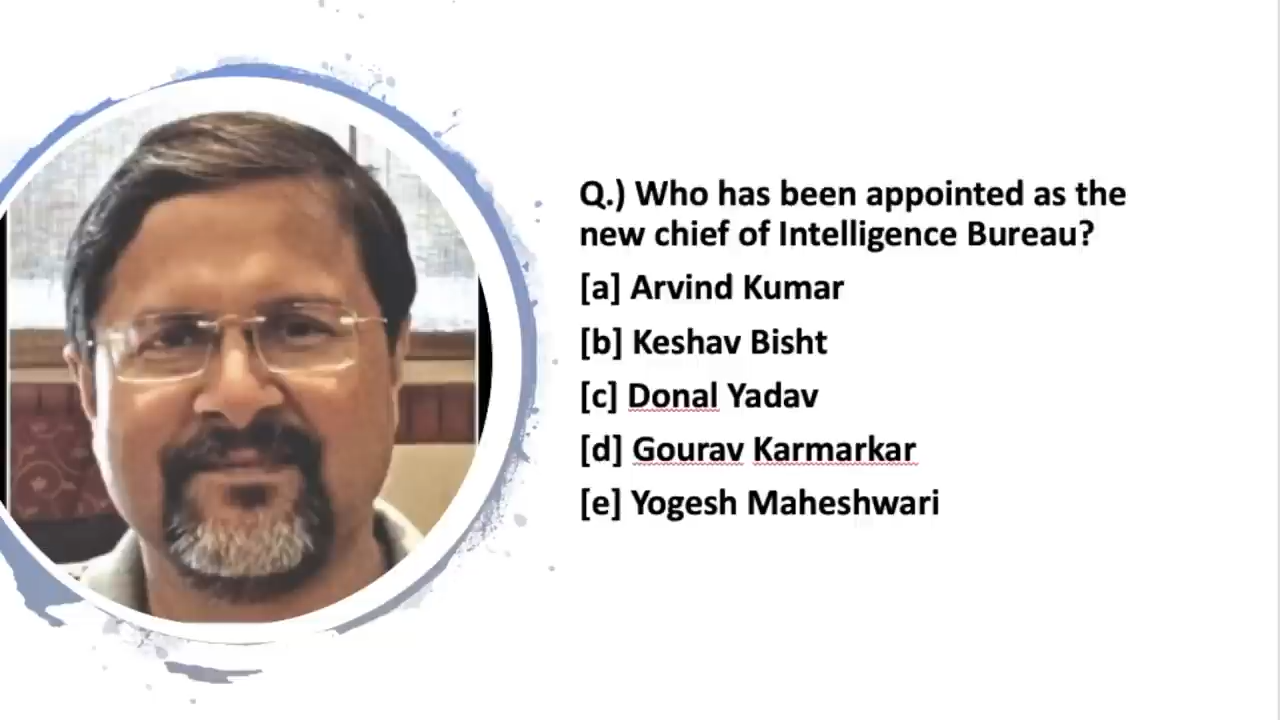 Q.) Who has been appointed as the
new chief of Intelligence Bureau?
[a] Arvind Kumar
[b] Keshav Bisht
[c] Donal Yadav
[d] Gourav Karmarkar
[e] Yogesh Maheshwari